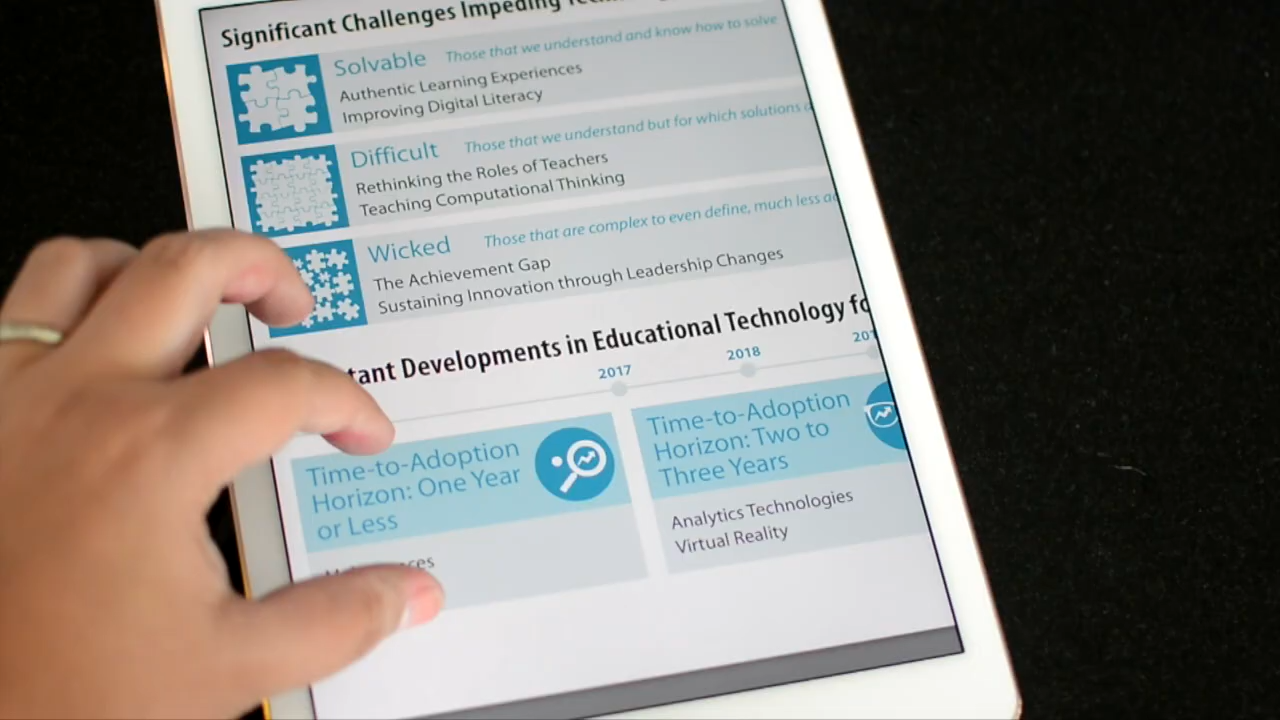 Significant Challenges Impeding
Solvable Those that we understand and know how to solve
Authentic Learning Experiences
Improving Digital Literacy
Difficult Those that we understand but for which solutions
Rethinking the Roles of Teachers
Teaching Computational Thinking
Wicked Those that are complex to even define, much less
The Achievement Gap
Sustaining Innovation through Leadership Changes
Developments in Educational Technology
2017 2018
Time-to-Adoption
Horizon: One Year
or Less
Time-to-Adoption
Horizon: Two to
Three Years
Analytics Technologies
Virtual Reality